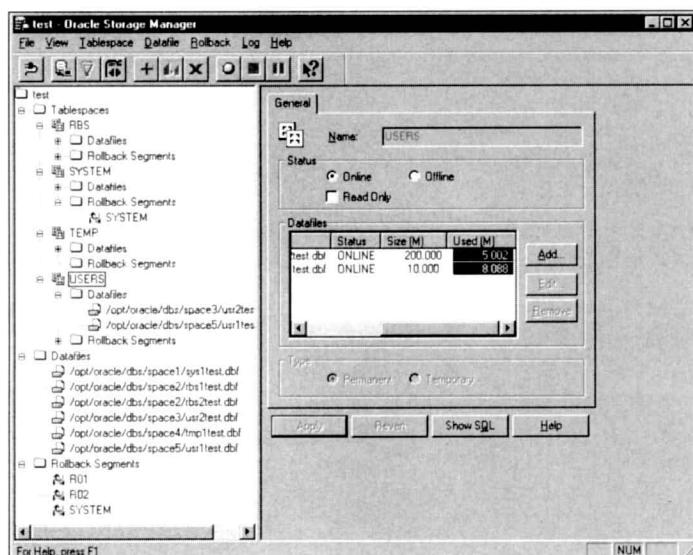 test - Oracle Storage Manager
File View Tablespace Datafile Rollback Log Help
test
Tablespaces
RBS
Datafiles
Rollback Segments
SYSTEM
Datafiles
Rollback Segments
SYSTEM
TEMP
Datafiles
Rollback Segments
USERS
Datafiles
/opt/oracle/dbs/space3/usr2tes
/opt/oracle/dbs/space5/usr1tes
Rollback Segments
Datafiles
/opt/oracle/dbs/space1/sys1test.dbf
/opt/oracle/dbs/space2/rbs1test.dbf
/opt/oracle/dbs/space2/rbs2test.dbf
/opt/oracle/dbs/space3/usr2test.dbf
/opt/oracle/dbs/space4/tmp1test.dbf
/opt/oracle/dbs/space5/usr1test.dbf
Rollback Segments
R01
R02
SYSTEM
General
Name: USERS
Status
Online Offline
Read Only
Datafiles
Status Size (M) Used (M)
test.dbf ONLINE 200.000 5.002
test.dbf ONLINE 10.000 8.088
Add...
Edit...
Remove
Type
Permanent Temporary
Apply Revert Show SQL Help
For Help, press F1
NUM